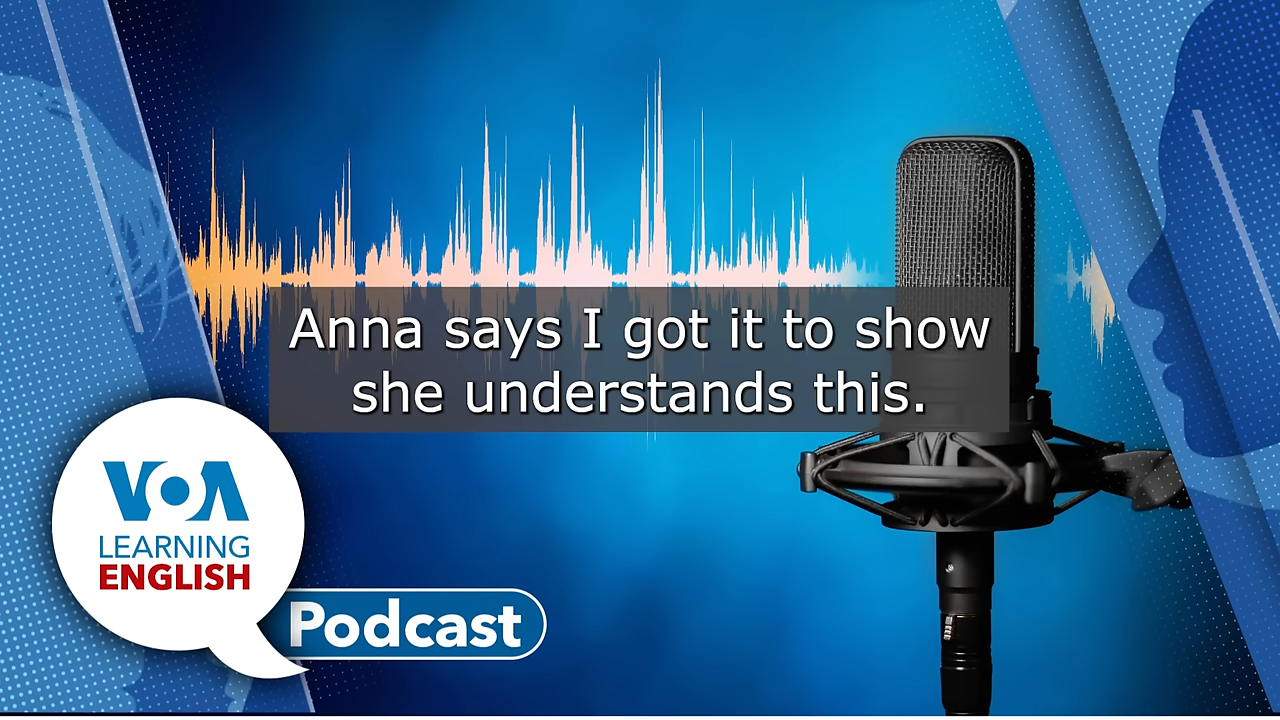 Anna says I got it to show
she understands this.
VOA
LEARNING
ENGLISH
Podcast